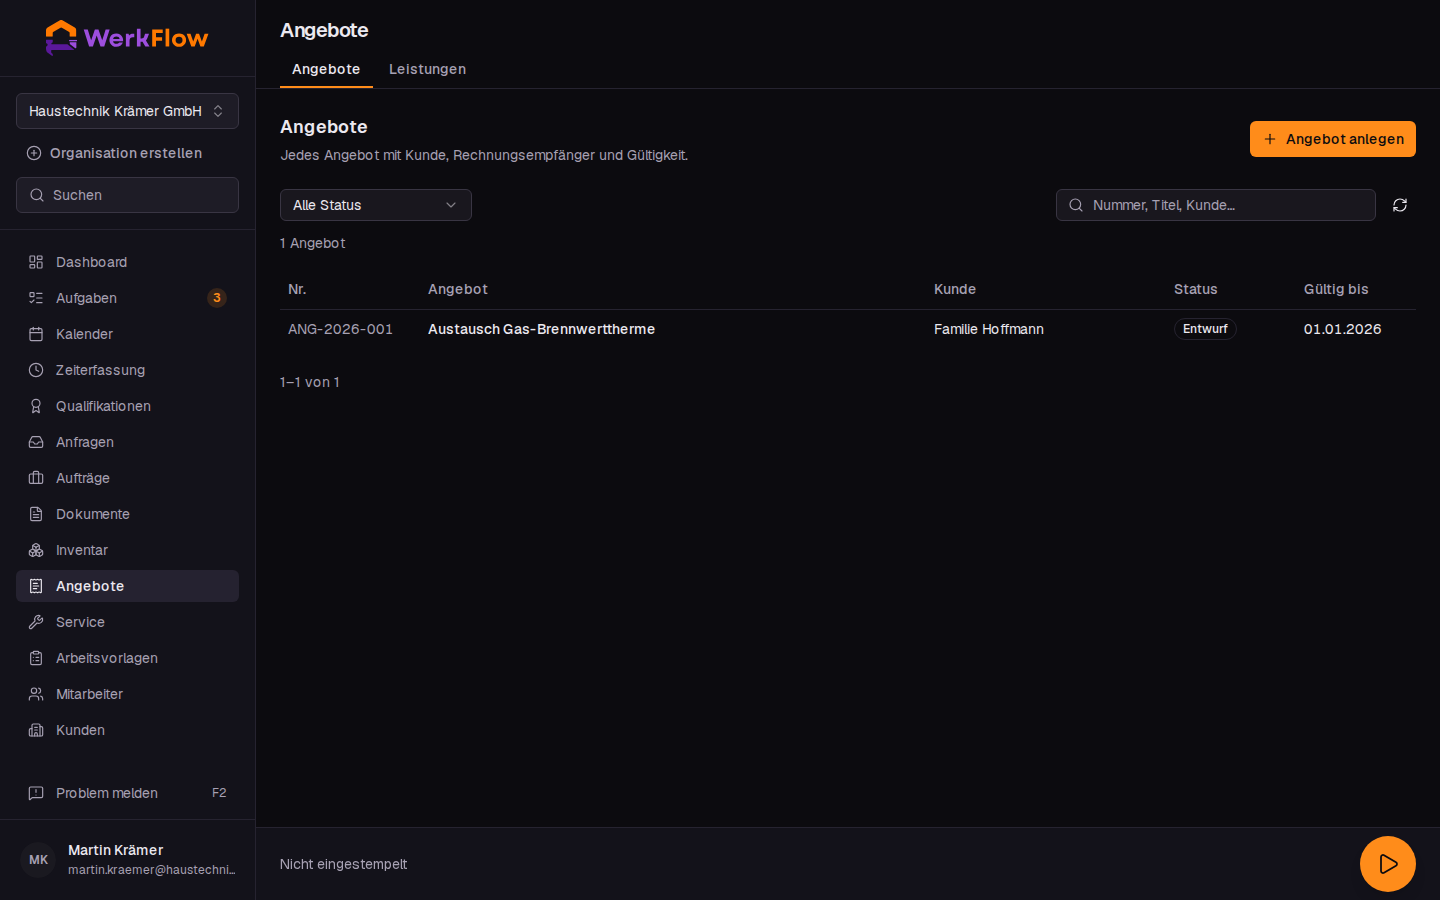 WerkFlow
Haustechnik Krämer GmbH
Organisation erstellen
Suchen
Dashboard
Aufgaben 3
Kalender
Zeiterfassung
Qualifikationen
Anfragen
Aufträge
Dokumente
Inventar
Angebote
Service
Arbeitsvorlagen
Mitarbeiter
Kunden
Problem melden F2
MK
Martin Krämer
martin.kraemer@haustechni...
Angebote
Angebote Leistungen
Angebote
Jedes Angebot mit Kunde, Rechnungsempfänger und Gültigkeit.
Angebot anlegen
Alle Status
Nummer, Titel, Kunde...
1 Angebot
Nr. Angebot Kunde Status Gültig bis
ANG-2026-001 Austausch Gas-Brennwerttherme Familie Hoffmann Entwurf 01.01.2026
1–1 von 1
Nicht eingestempelt